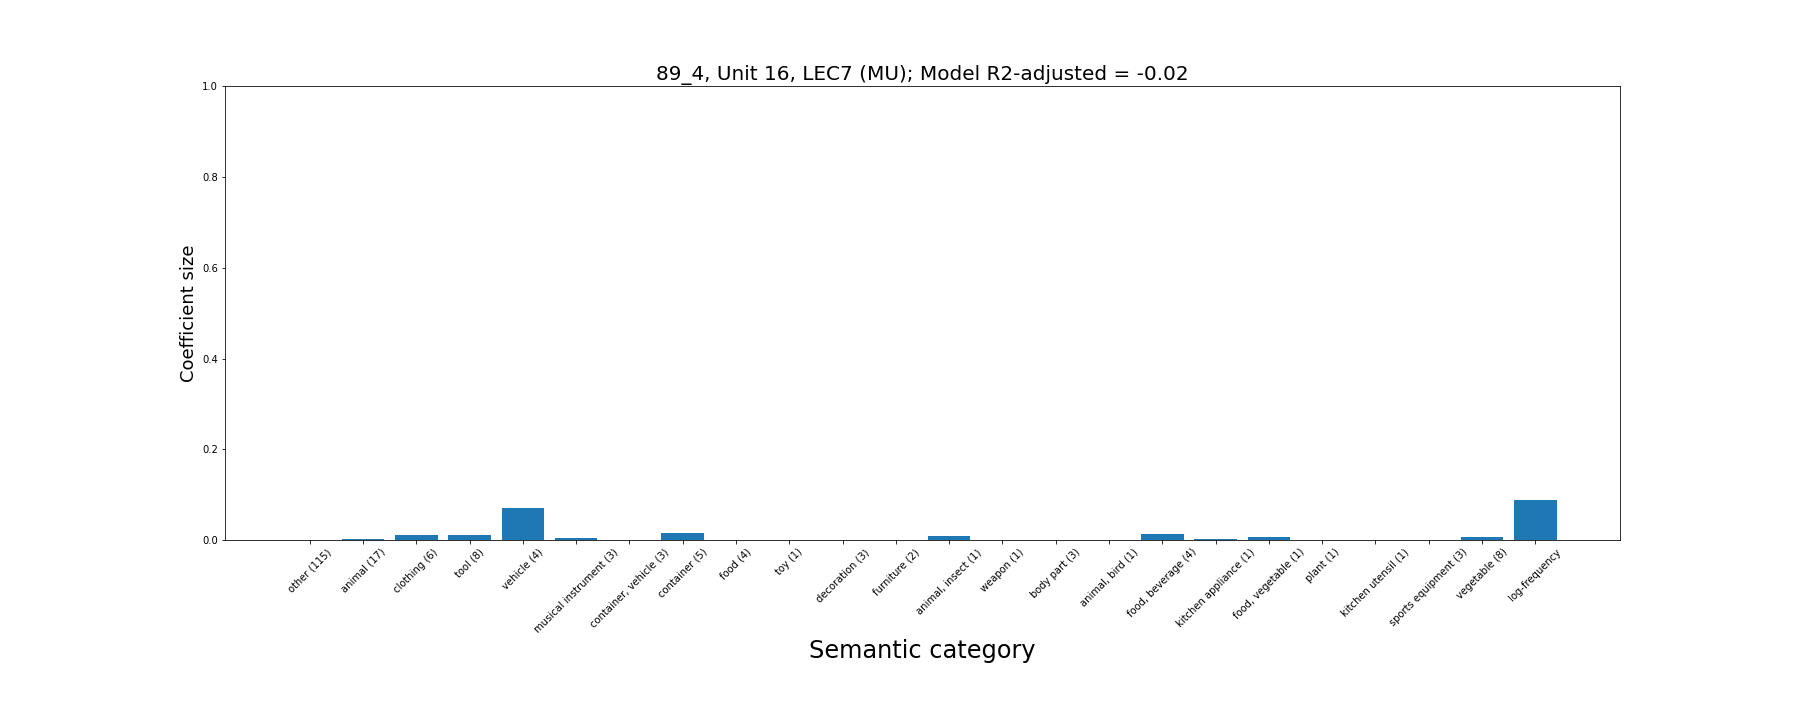 89_4, Unit 16, LEC7 (MU); Model R2-adjusted = -0.02
Coefficient size
1.0
0.8
0.6
0.4
0.2
0.0
other (115)
animal (17)
clothing (6)
tool (8)
vehicle (4)
musical instrument (3)
container, vehicle (3)
container (5)
food (4)
toy (1)
decoration (3)
furniture (2)
animal, insect (1)
weapon (1)
body part (3)
animal, bird (1)
food, beverage (4)
kitchen appliance (1)
food, vegetable (1)
plant (1)
kitchen utensil (1)
sports equipment (3)
vegetable (8)
log-frequency
Semantic category